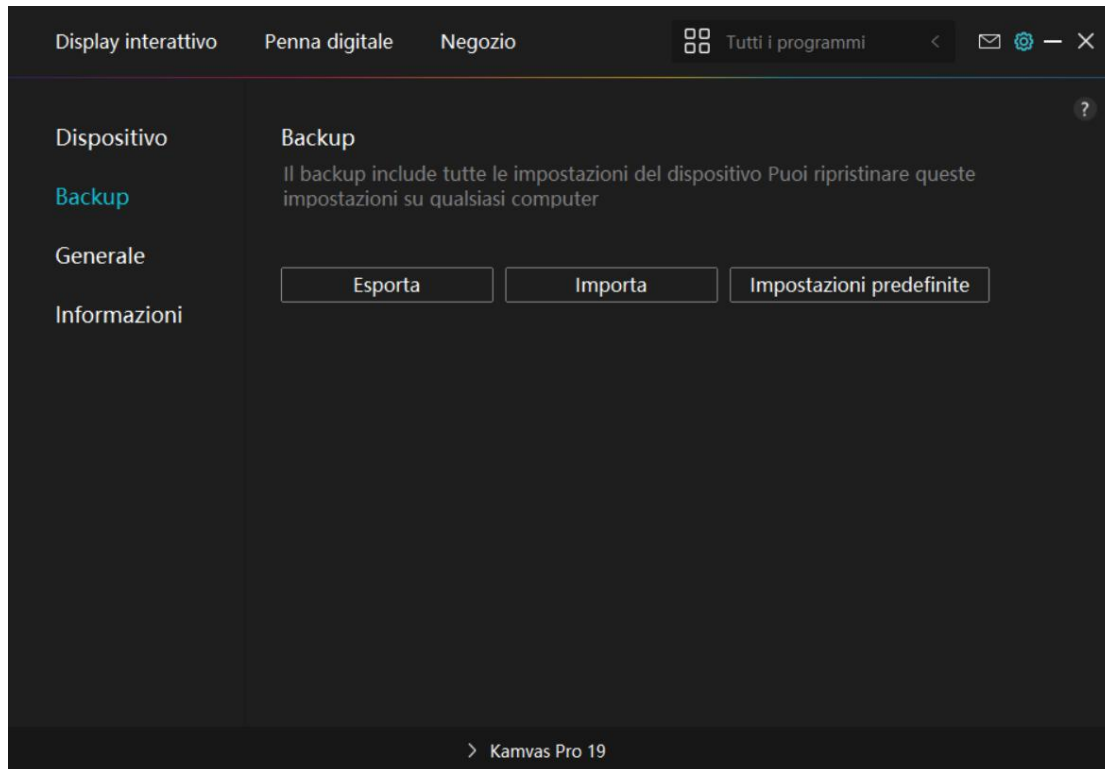 Display interattivo Penna digitale Negozio Tutti i programmi
?
Dispositivo
Backup
Generale
Informazioni
Backup
Il backup include tutte le impostazioni del dispositivo Puoi ripristinare queste
impostazioni su qualsiasi computer
Esporta Importa Impostazioni predefinite
Kamvas Pro 19